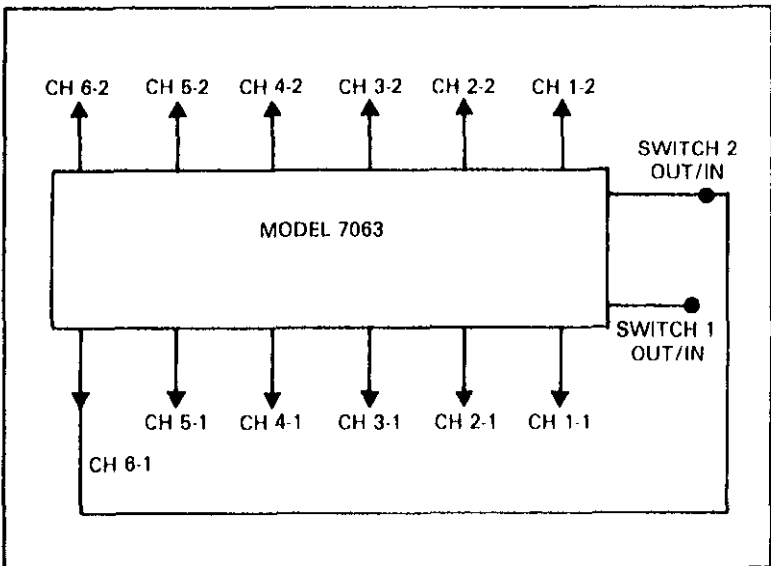 CH 6-2 CH 5-2 CH 4-2 CH 3-2 CH 2-2 CH 1-2
SWITCH 2
OUT/IN
MODEL 7063
SWITCH 1
OUT/IN
CH 5-1 CH 4-1 CH 3-1 CH 2-1 CH 1-1
CH 6-1